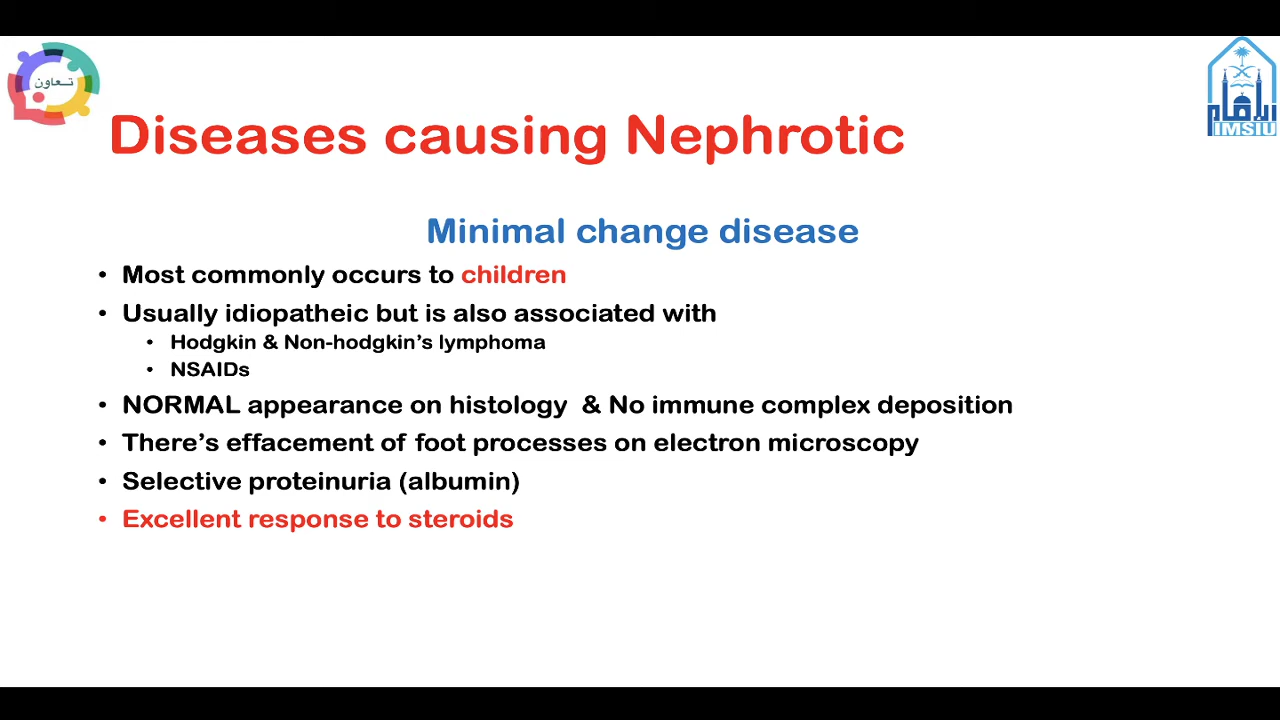 تعاون
IMSIU
Diseases causing Nephrotic
Minimal change disease
• Most commonly occurs to children
• Usually idiopatheic but is also associated with
• Hodgkin & Non-hodgkin's lymphoma
• NSAIDs
• NORMAL appearance on histology & No immune complex deposition
• There's effacement of foot processes on electron microscopy
• Selective proteinuria (albumin)
• Excellent response to steroids